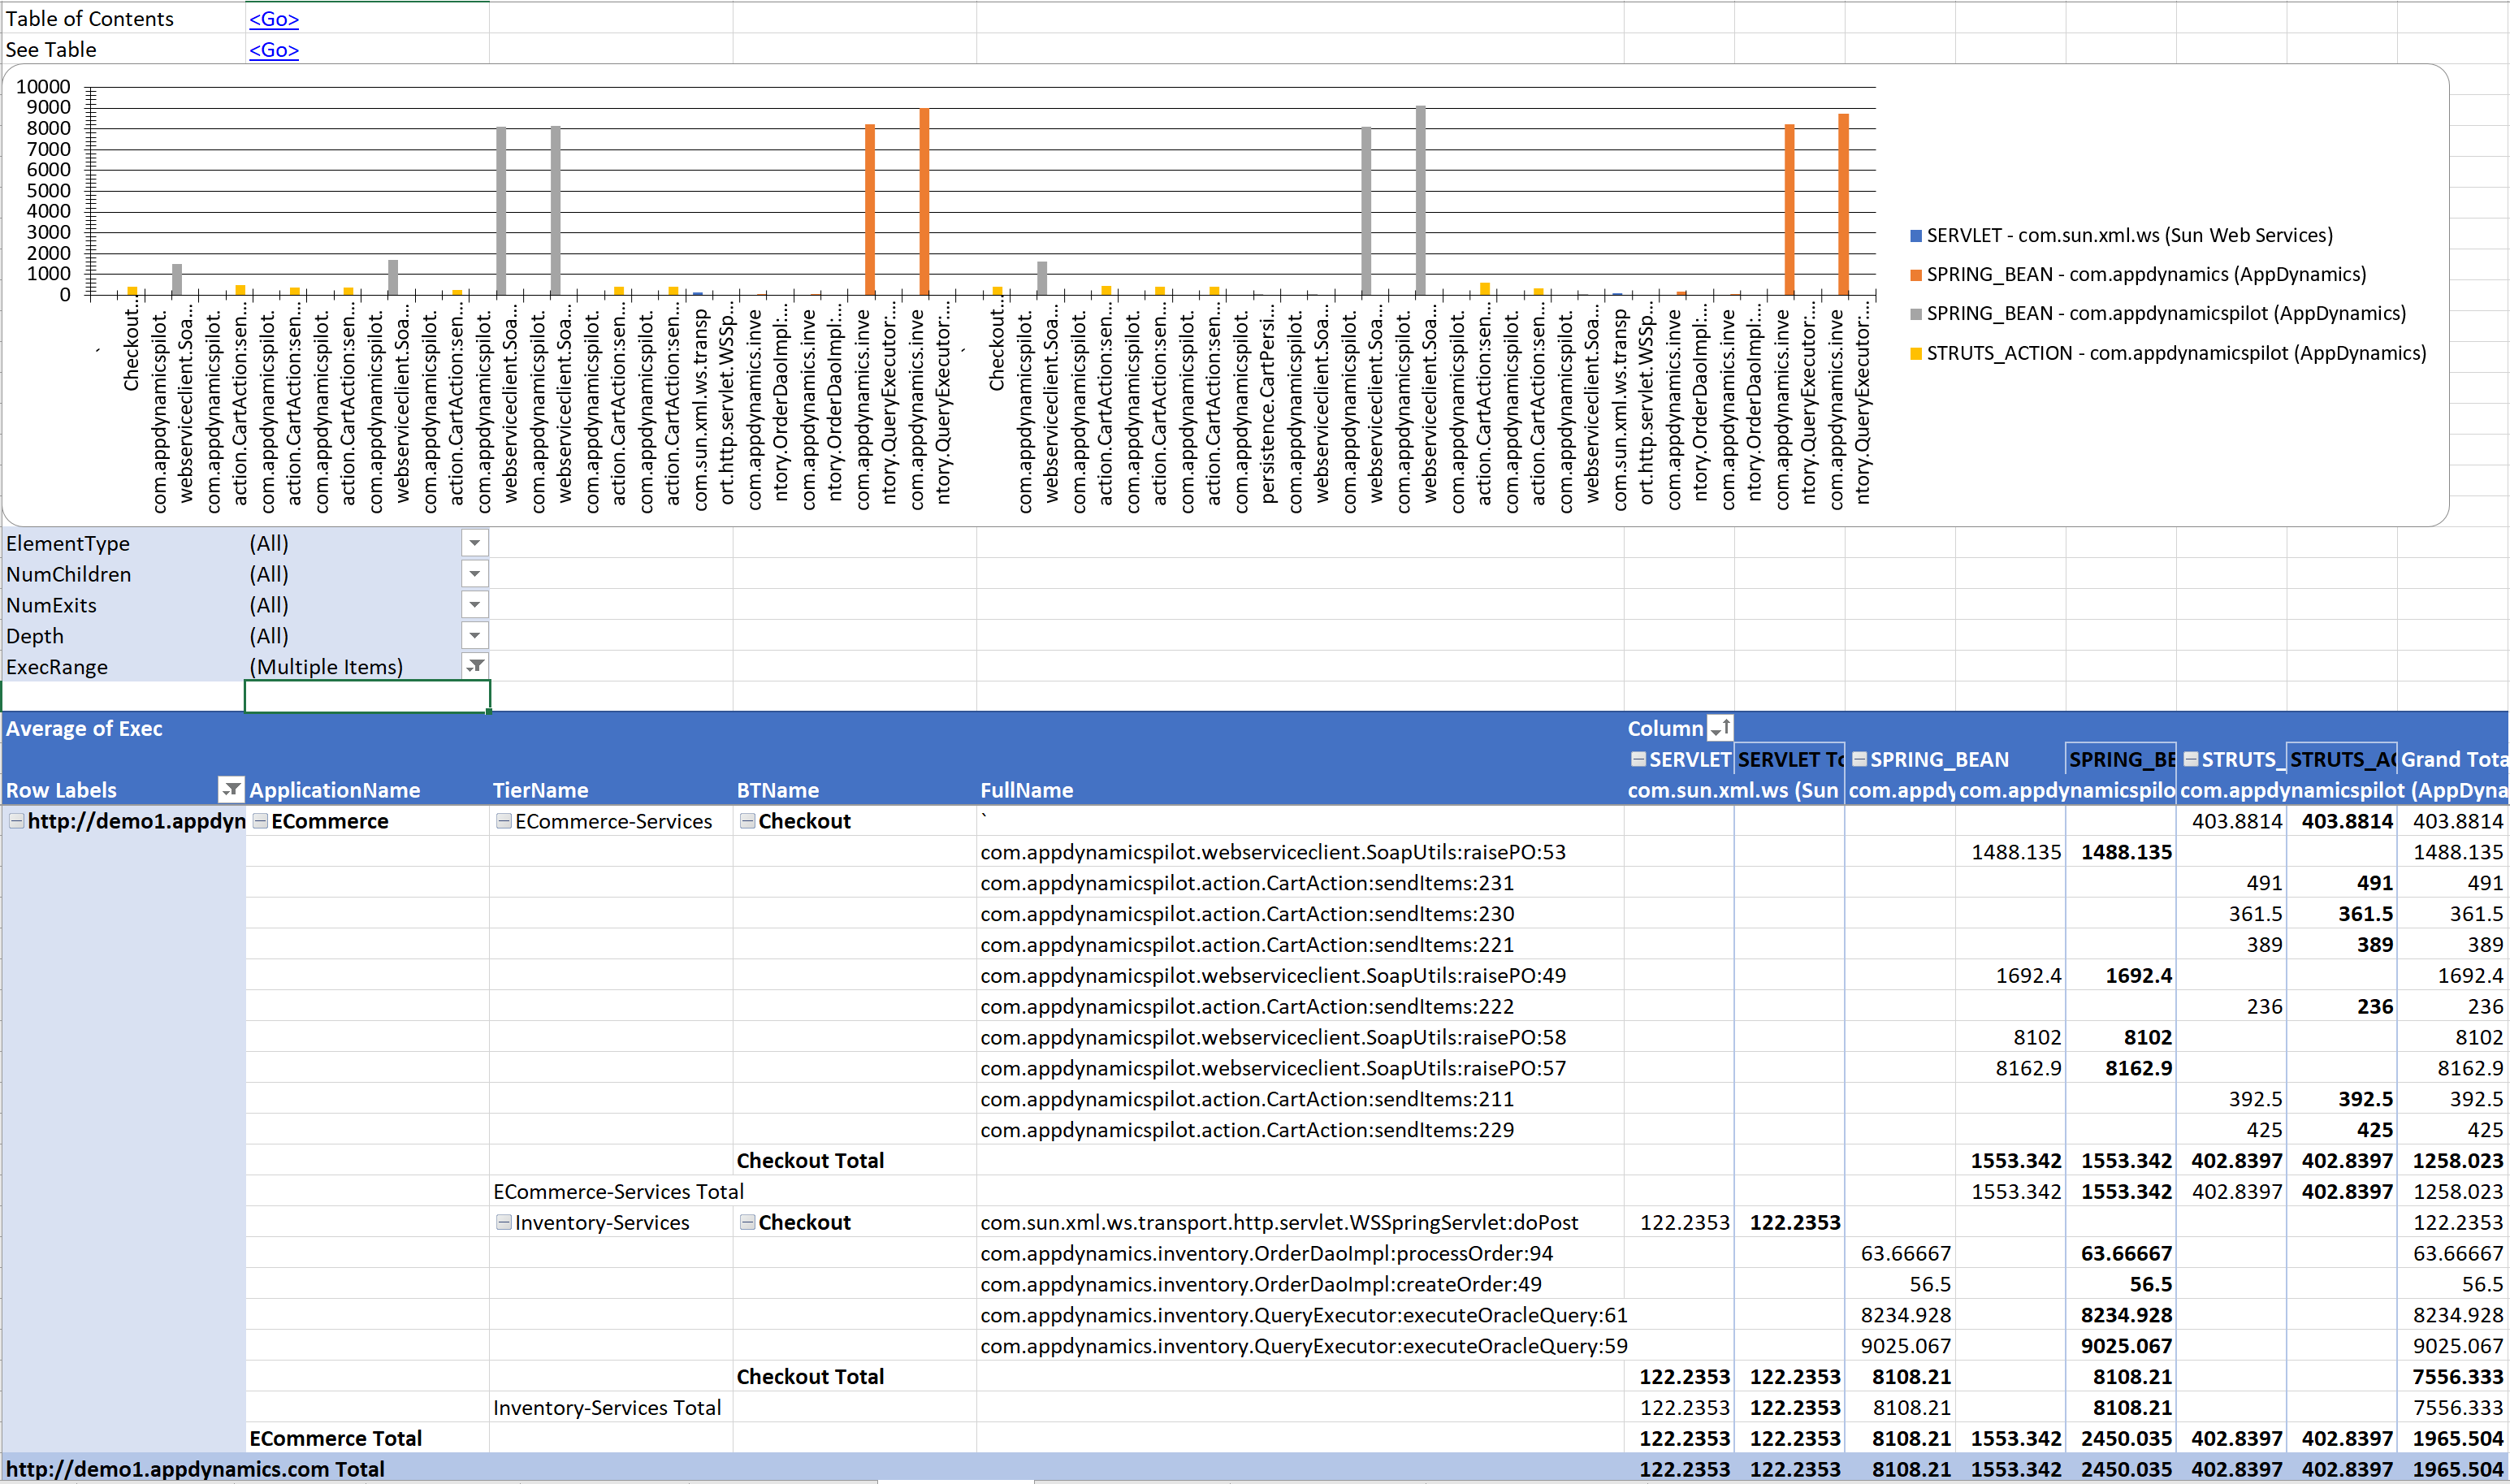 Table of Contents <Go>
See Table <Go>
10000
9000
8000
7000
6000
5000
4000
3000
2000
1000
0
`
Checkout...
com.appdynamicspilot.
webserviceclient.Soa...
com.appdynamicspilot.
action.CartAction:sen...
com.appdynamicspilot.
action.CartAction:sen...
com.appdynamicspilot.
action.CartAction:sen...
com.appdynamicspilot.
webserviceclient.Soa...
com.appdynamicspilot.
action.CartAction:sen...
com.appdynamicspilot.
webserviceclient.Soa...
com.appdynamicspilot.
webserviceclient.Soa...
com.appdynamicspilot.
action.CartAction:sen...
com.appdynamicspilot.
action.CartAction:sen...
com.sun.xml.ws.transp
ort.http.servlet.WSSp...
com.appdynamics.inve
ntory.OrderDaoImpl:...
com.appdynamics.inve
ntory.OrderDaoImpl:...
com.appdynamics.inve
ntory.QueryExecutor:...
com.appdynamics.inve
ntory.QueryExecutor:...
`
Checkout...
com.appdynamicspilot.
webserviceclient.Soa...
com.appdynamicspilot.
action.CartAction:sen...
com.appdynamicspilot.
action.CartAction:sen...
com.appdynamicspilot.
action.CartAction:sen...
com.appdynamicspilot.
persistence.CartPersi...
com.appdynamicspilot.
webserviceclient.Soa...
com.appdynamicspilot.
webserviceclient.Soa...
com.appdynamicspilot.
webserviceclient.Soa...
com.appdynamicspilot.
action.CartAction:sen...
com.appdynamicspilot.
action.CartAction:sen...
com.appdynamicspilot.
webserviceclient.Soa...
com.sun.xml.ws.transp
ort.http.servlet.WSSp...
com.appdynamics.inve
ntory.OrderDaoImpl:...
com.appdynamics.inve
ntory.OrderDaoImpl:...
com.appdynamics.inve
ntory.QueryExecutor:...
com.appdynamics.inve
ntory.QueryExecutor:...
SERVLET - com.sun.xml.ws (Sun Web Services)
SPRING_BEAN - com.appdynamics (AppDynamics)
SPRING_BEAN - com.appdynamicspilot (AppDynamics)
STRUTS_ACTION - com.appdynamicspilot (AppDynamics)
ElementType (All)
NumChildren (All)
NumExits (All)
Depth (All)
ExecRange (Multiple Items)
Average of Exec Column
SERVLET SERVLET To SPRING_BEAN SPRING_BE STRUTS_ STRUTS_AC Grand Tota
Row Labels ApplicationName TierName BTName FullName com.sun.xml.ws (Sun com.appdy com.appdynamicspilo com.appdynamicspilot (AppDyna
http://demo1.appdyn ECommerce ECommerce-Services Checkout ` 403.8814 403.8814 403.8814
com.appdynamicspilot.webserviceclient.SoapUtils:raisePO:53 1488.135 1488.135 1488.135
com.appdynamicspilot.action.CartAction:sendItems:231 491 491 491
com.appdynamicspilot.action.CartAction:sendItems:230 361.5 361.5 361.5
com.appdynamicspilot.action.CartAction:sendItems:221 389 389 389
com.appdynamicspilot.webserviceclient.SoapUtils:raisePO:49 1692.4 1692.4 1692.4
com.appdynamicspilot.action.CartAction:sendItems:222 236 236 236
com.appdynamicspilot.webserviceclient.SoapUtils:raisePO:58 8102 8102 8102
com.appdynamicspilot.webserviceclient.SoapUtils:raisePO:57 8162.9 8162.9 8162.9
com.appdynamicspilot.action.CartAction:sendItems:211 392.5 392.5 392.5
com.appdynamicspilot.action.CartAction:sendItems:229 425 425 425
Checkout Total 1553.342 1553.342 402.8397 402.8397 1258.023
ECommerce-Services Total 1553.342 1553.342 402.8397 402.8397 1258.023
Inventory-Services Checkout com.sun.xml.ws.transport.http.servlet.WSSpringServlet:doPost 122.2353 122.2353 122.2353
com.appdynamics.inventory.OrderDaoImpl:processOrder:94 63.66667 63.66667 63.66667
com.appdynamics.inventory.OrderDaoImpl:createOrder:49 56.5 56.5 56.5
com.appdynamics.inventory.QueryExecutor:executeOracleQuery:61 8234.928 8234.928 8234.928
com.appdynamics.inventory.QueryExecutor:executeOracleQuery:59 9025.067 9025.067 9025.067
Checkout Total 122.2353 122.2353 8108.21 8108.21 7556.333
Inventory-Services Total 122.2353 122.2353 8108.21 8108.21 7556.333
ECommerce Total 122.2353 122.2353 8108.21 1553.342 2450.035 402.8397 402.8397 1965.504
http://demo1.appdynamics.com Total 122.2353 122.2353 8108.21 1553.342 2450.035 402.8397 402.8397 1965.504